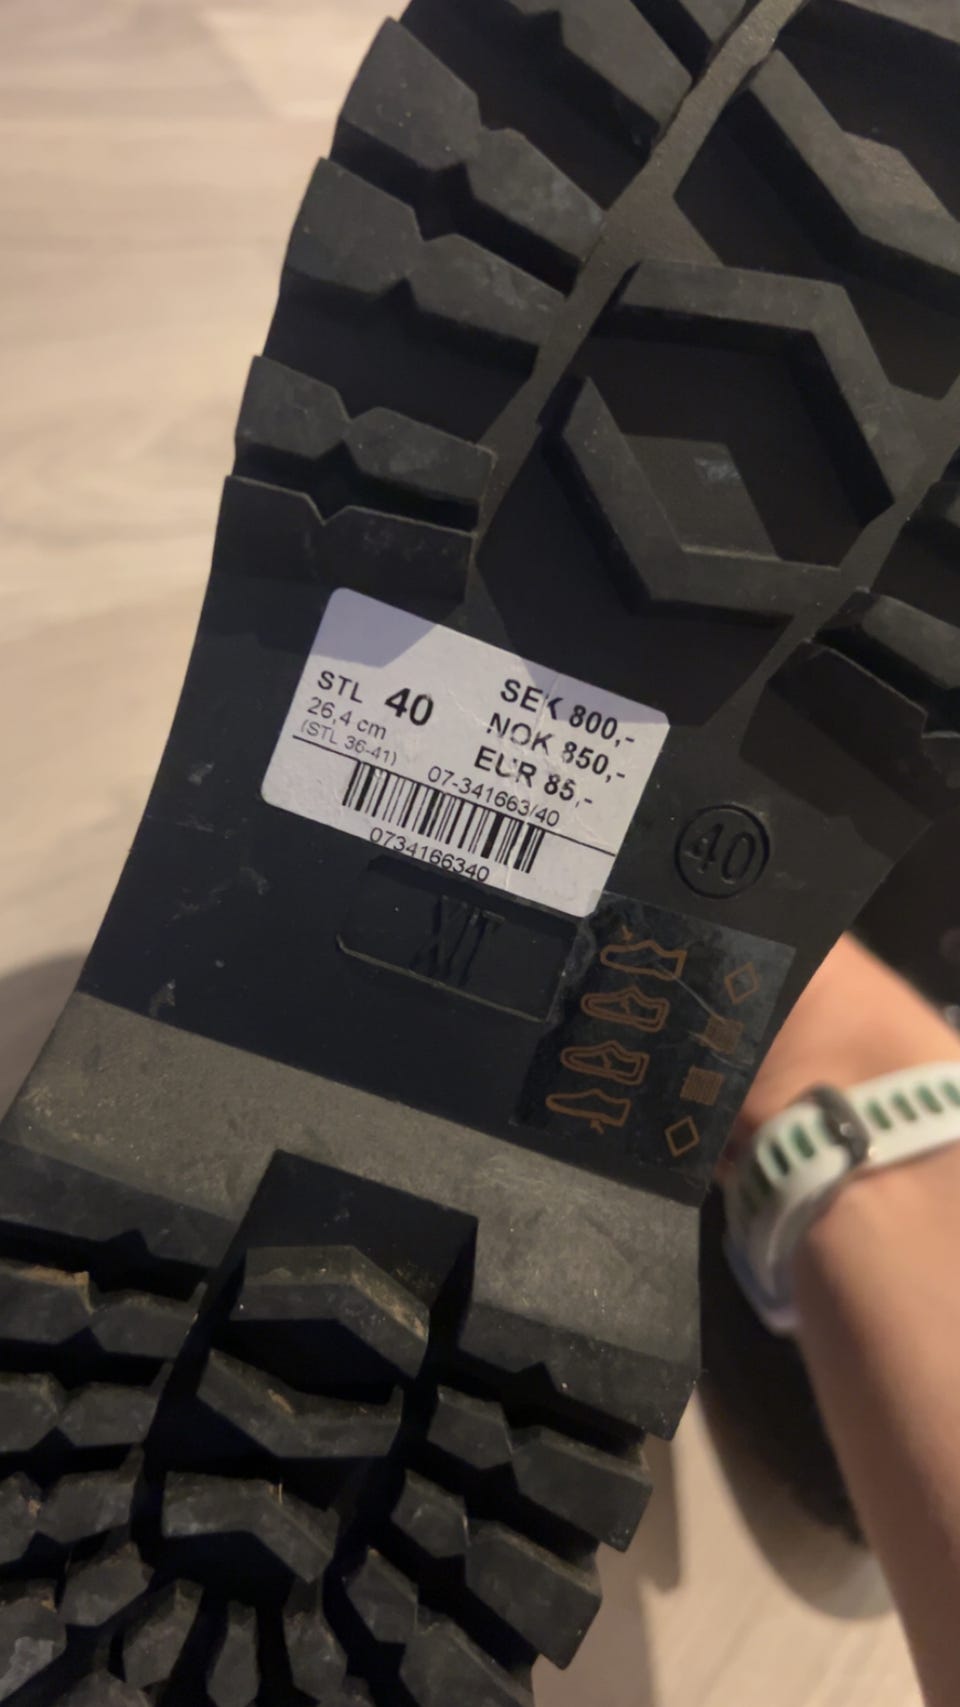 STL 40
26,4 cm
(STL 36-41)
SEK 800,-
NOK 850,-
EUR 85,-
07-341663/40
0734166340
40